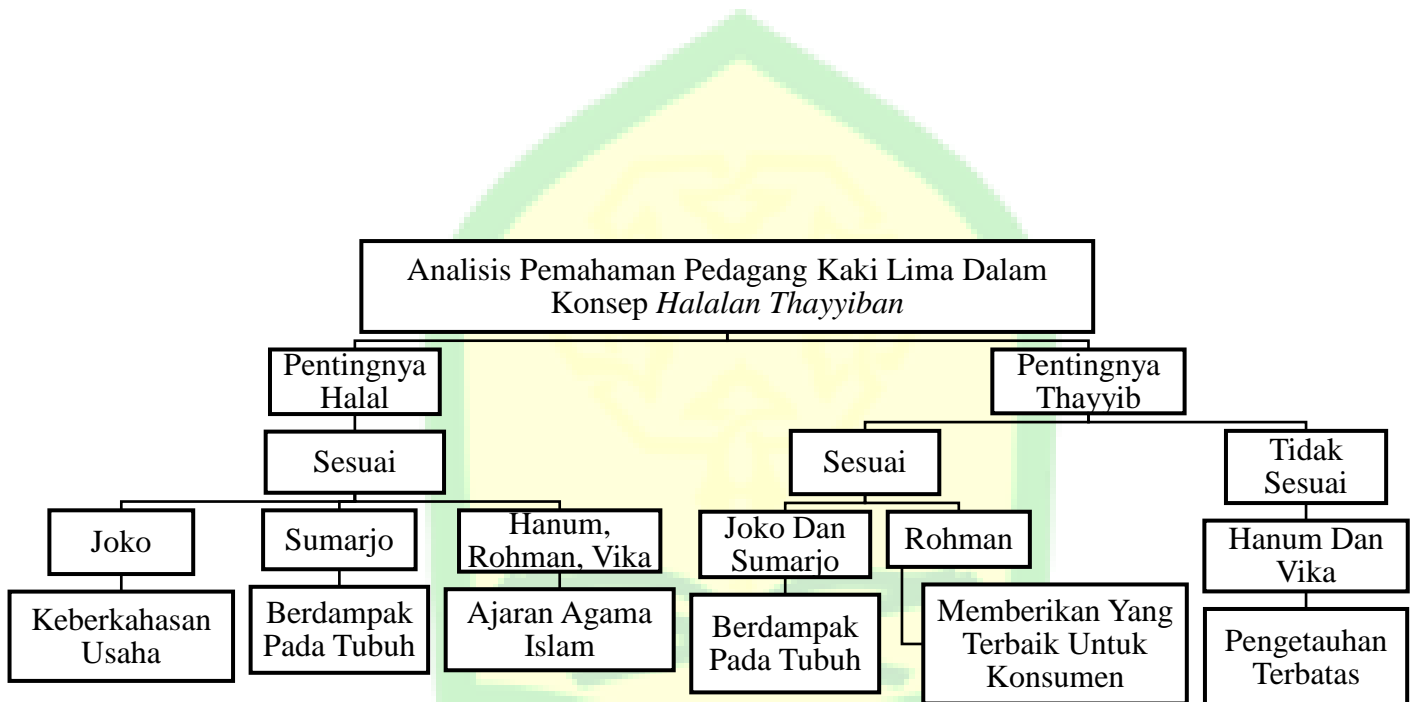 Analisis Pemahaman Pedagang Kaki Lima Dalam
Konsep Halalan Thayyiban
Pentingnya
Halal
Pentingnya
Thayyib
Sesuai
Sesuai
Tidak
Sesuai
Joko
Sumarjo
Hanum,
Rohman, Vika
Joko Dan
Sumarjo
Rohman
Hanum Dan
Vika
Keberkahasan
Usaha
Berdampak
Pada Tubuh
Ajaran Agama
Islam
Berdampak
Pada Tubuh
Memberikan Yang
Terbaik Untuk
Konsumen
Pengetauhan
Terbatas